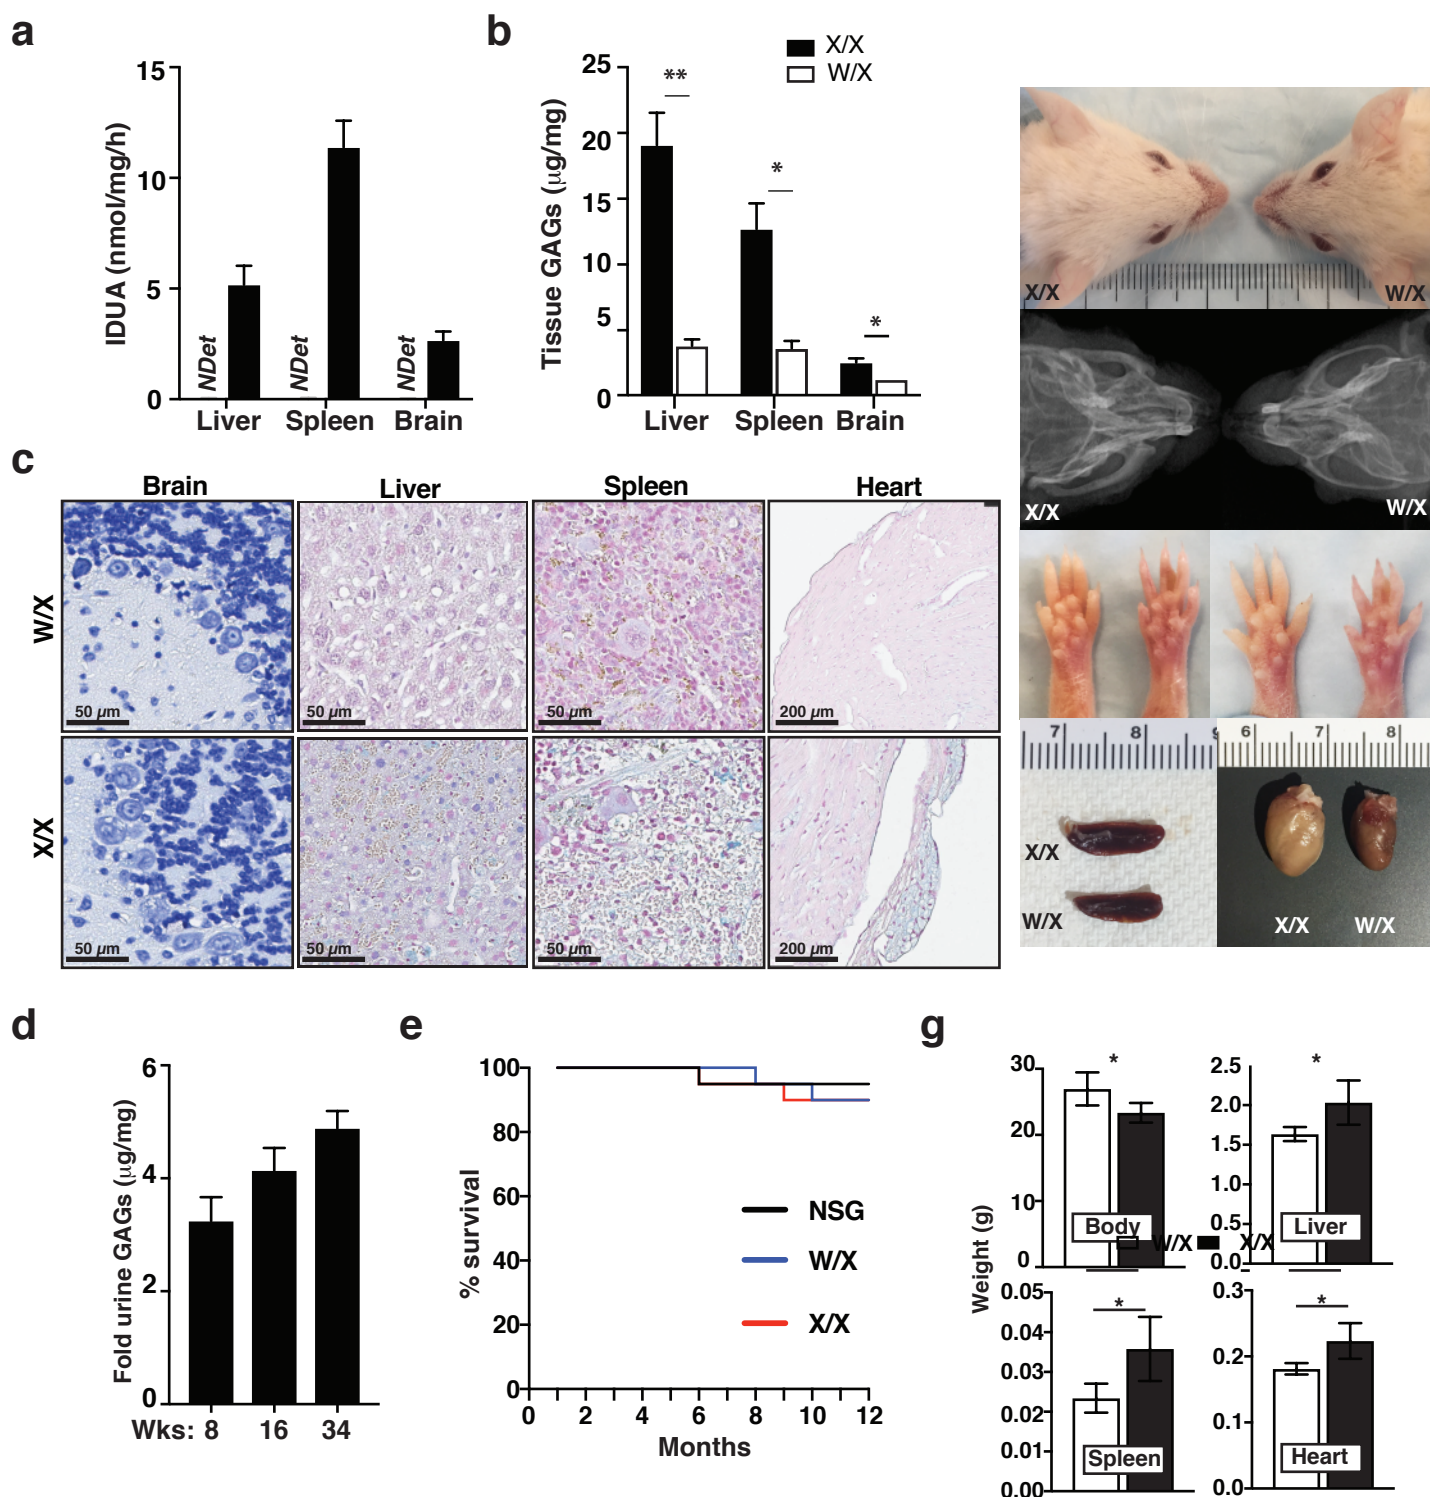 a
15
10
5
0
IDUA (nmol/mg/h)
NDet
NDet
NDet
Liver Spleen Brain
b
X/X
W/X
25
20
15
10
5
0
Tissue GAGs (µg/mg)
**
*
*
Liver Spleen Brain
X/X W/X
X/X W/X
7 8 9
X/X
W/X
6 7 8
X/X W/X
c
Brain Liver Spleen Heart
W/X
50 µm 50 µm 50 µm 200 µm
X/X
50 µm 50 µm 50 µm 200 µm
d
6
4
2
0
Fold urine GAGs (µg/mg)
Wks: 8 16 34
e
100
80
60
40
20
0
% survival
NSG
W/X
X/X
0 2 4 6 8 10 12
Months
g
Weight (g)
30
20
10
0
*
Body
2.5
2.0
1.5
1.0
0.5
0.0
*
Liver
W/X X/X
0.05
0.04
0.03
0.02
0.01
0.00
*
Spleen
0.3
0.2
0.1
0.0
*
Heart